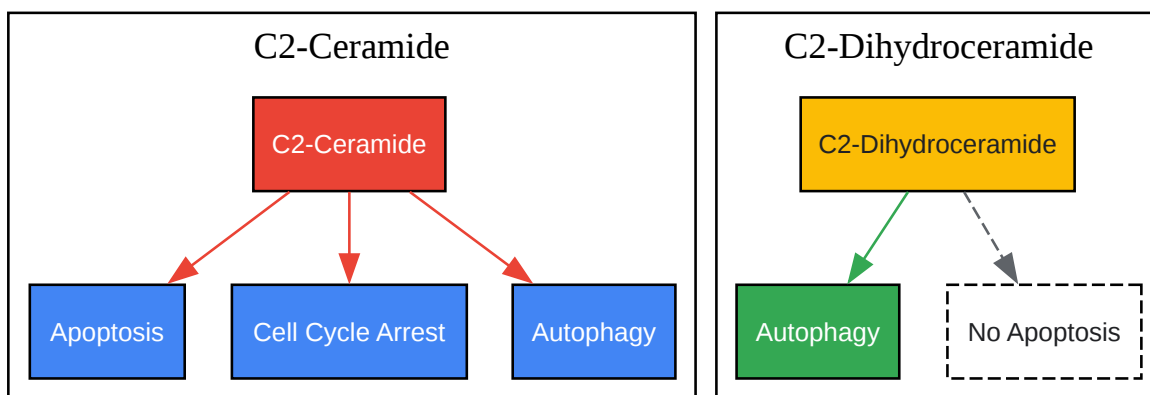 C2-Ceramide
C2-Ceramide
Apoptosis
Cell Cycle Arrest
Autophagy
C2-Dihydroceramide
C2-Dihydroceramide
Autophagy
No Apoptosis